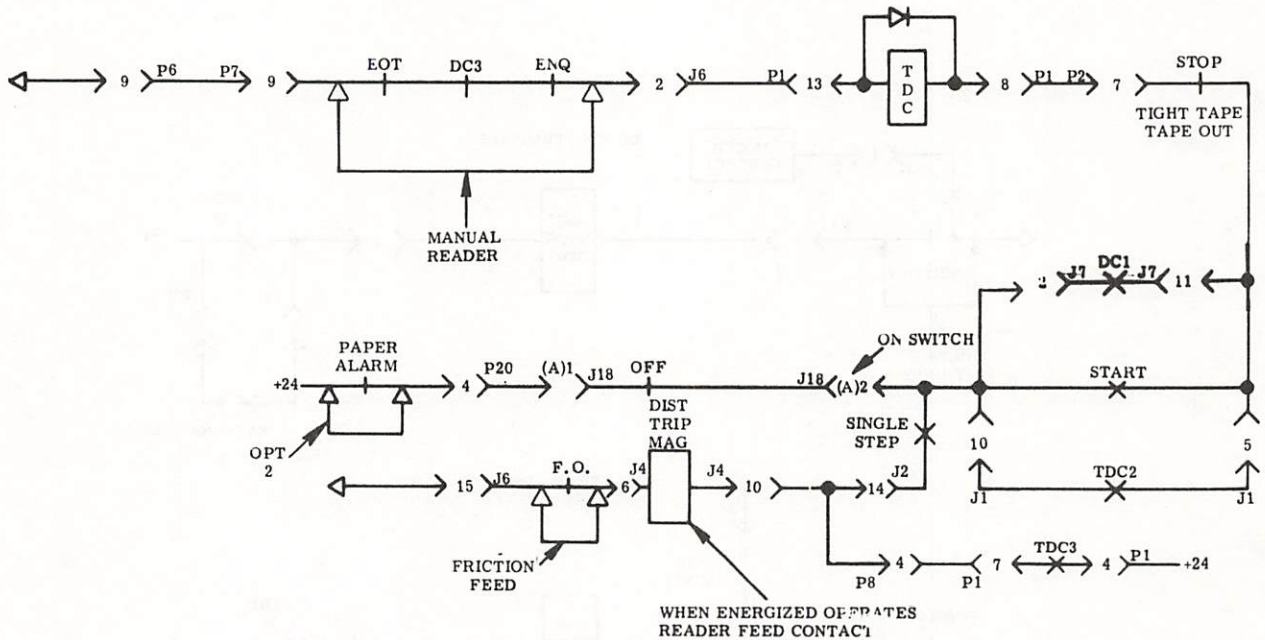 STOP
EOT DC3 ENQ
T
D
C
9 P6 P7 9 2 J6 P1 13 8 P1 P2 7
TIGHT TAPE
TAPE OUT
MANUAL
READER
DC1
2 J7 J7 11
ON SWITCH
PAPER
ALARM
+24 4 P20 (A)1 J18 OFF J18 (A)2 START
OPT
2
DIST
TRIP
MAG
SINGLE
STEP
10 5
15 J6 F.O. 6 J4 J4 10 14 J2 J1 TDC2 J1
FRICTION
FEED
P8 4 P1 7 TDC3 4 P1 +24
WHEN ENERGIZED OPERATES
READER FEED CONTACT